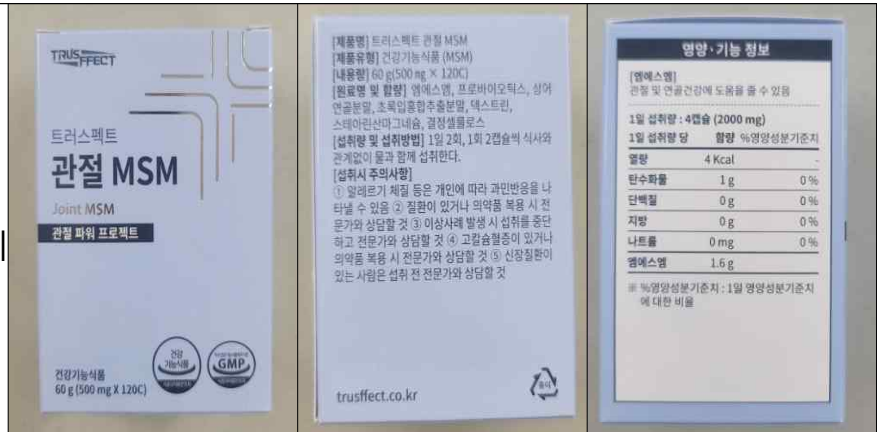 TRUSFFECT
트러스펙트
관절 MSM
Joint MSM
관절 파워 프로젝트
건강기능식품
60 g (500 mg X 120C)
건강
기능식품
GMP
[제품명] 트러스펙트 관절 MSM
[제품유형] 건강기능식품 (MSM)
[내용량] 60 g(500 mg × 120C)
[원료명 및 함량] 엠에스엠, 프로바이오틱스, 상어
연골분말, 초록입홍합추출분말, 덱스트린,
스테아린산마그네슘, 결정셀룰로스
[섭취량 및 섭취방법] 1일 2회, 1회 2캡슐씩 식사와
관계없이 물과 함께 섭취한다.
[섭취시 주의사항]
① 알레르기 체질 등은 개인에 따라 과민반응을 나
타낼 수 있음 ② 질환이 있거나 의약품 복용 시 전
문가와 상담할 것 ③ 이상사례 발생 시 섭취를 중단
하고 전문가와 상담할 것 ④ 고칼슘혈증이 있거나
의약품 복용 시 전문가와 상담할 것 ⑤ 신장질환이
있는 사람은 섭취 전 전문가와 상담할 것
trusffect.co.kr
종이
영양·기능 정보
[엠에스엠]
관절 및 연골건강에 도움을 줄 수 있음
1일 섭취량 : 4캡슐 (2000 mg)
1일 섭취량 당 함량 %영양성분기준치
열량 4 Kcal -
탄수화물 1 g 0 %
단백질 0 g 0 %
지방 0 g 0 %
나트륨 0 mg 0 %
엠에스엠 1.6 g
※ %영양성분기준치 : 1일 영양성분기준치
에 대한 비율